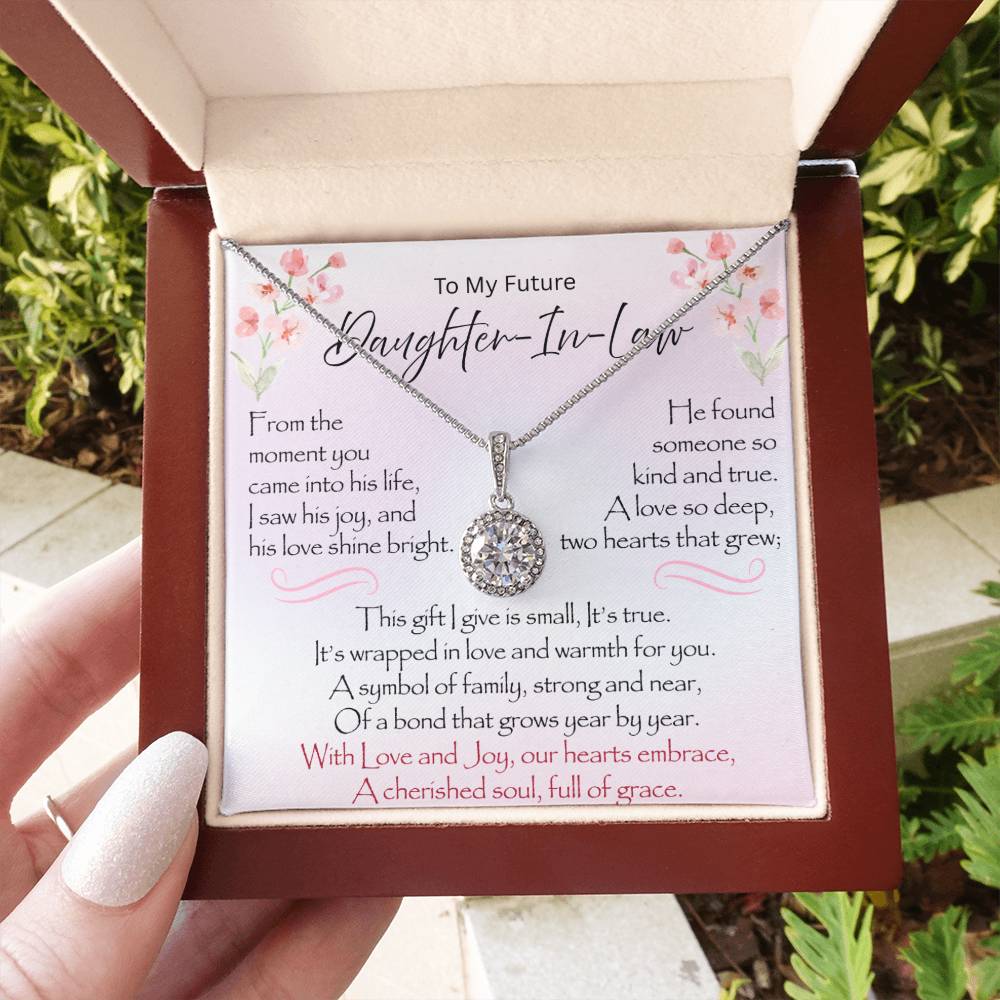 To My Future
Daughter-In-Law
From the
moment you
came into his life,
I saw his joy, and
his love shine bright.
He found
someone so
kind and true.
A love so deep,
two hearts that grew;
This gift I give is small, It's true.
It's wrapped in love and warmth for you.
A symbol of family, strong and near,
Of a bond that grows year by year.
With Love and Joy, our hearts embrace,
A cherished soul, full of grace.